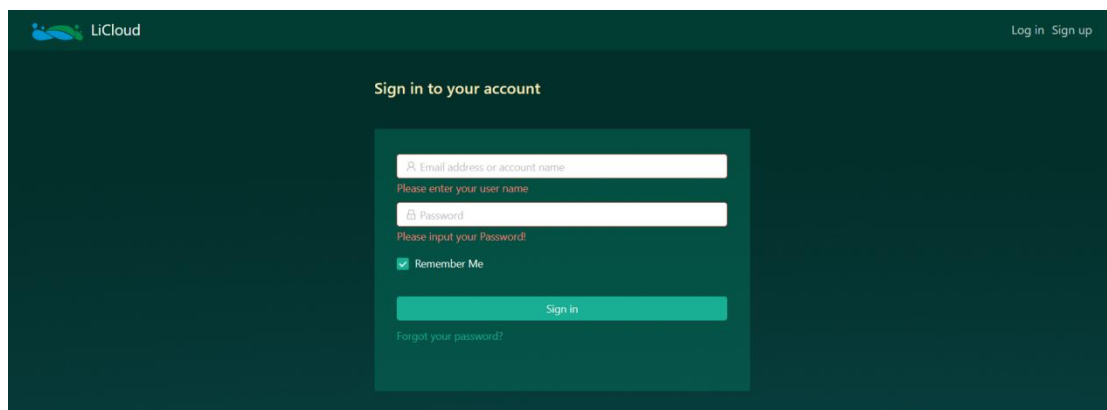 LiCloud
Log in Sign up
Sign in to your account
Email address or account name
Please enter your user name
Password
Please input your Password!
Remember Me
Sign in
Forgot your password?